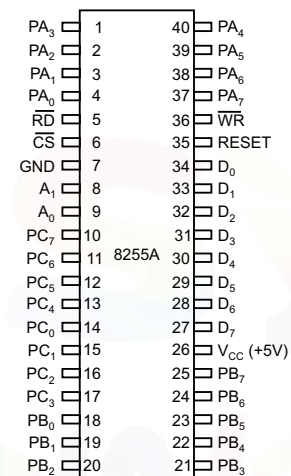 PA₃ 1 40 PA₄
PA₂ 2 39 PA₅
PA₁ 3 38 PA₆
PA₀ 4 37 PA₇
R̅D̅ 5 36 W̅R̅
C̅S̅ 6 35 RESET
GND 7 34 D₀
A₁ 8 33 D₁
A₀ 9 32 D₂
PC₇ 10 31 D₃
PC₆ 11 8255A 30 D₄
PC₅ 12 29 D₅
PC₄ 13 28 D₆
PC₀ 14 27 D₇
PC₁ 15 26 V_CC (+5V)
PC₂ 16 25 PB₇
PC₃ 17 24 PB₆
PB₀ 18 23 PB₅
PB₁ 19 22 PB₄
PB₂ 20 21 PB₃